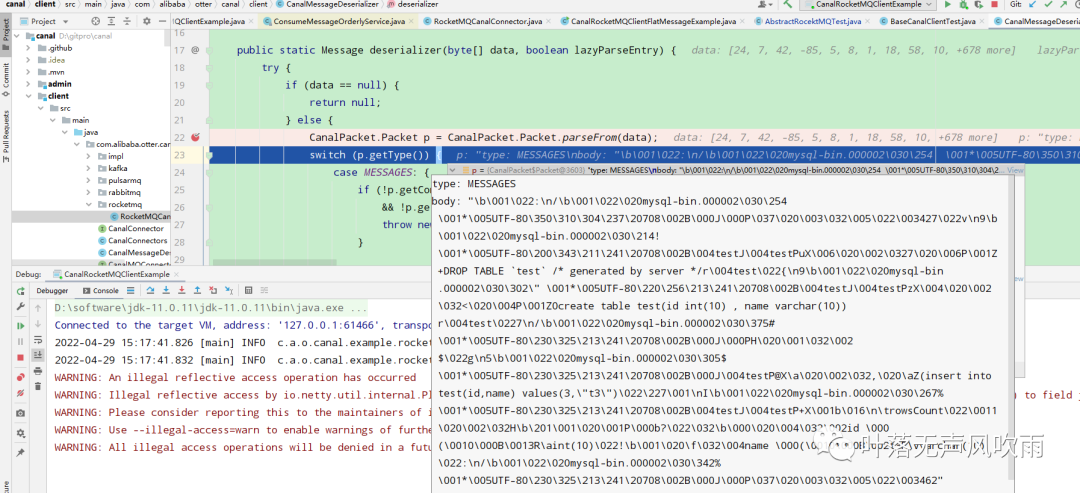 canal client src main java com alibaba otter canal client CanalMessageDeserializer deserializer CanalRocketMQClientExample Git:
Project
QClientExample.java ConsumeMessageOrderlyService.java RocketMQCanalConnector.java CanalRocketMQClientFlatMessageExample.java AbstractRocektMQTest.java BaseCanalClientTest.java CanalMessageDeserial
canal D:\gitpro\canal
.github
.idea
.mvn
admin
client
src
main
java
com.alibaba.otter.can
impl
kafka
pulsarmq
rabbitmq
rocketmq
RocketMQCan
CanalConnector
CanalConnectors
CanalMessageDes
CanalMQConnecto
Project
Commit
Pull Requests
16
17 @ public static Message deserializer(byte[] data, boolean lazyParseEntry) { data: [24, 7, 42, -85, 5, 8, 1, 18, 58, 10, +678 more] lazyPars
18 try {
19 if (data == null) {
20 return null;
21 } else {
22 CanalPacket.Packet p = CanalPacket.Packet.parseFrom(data); data: [24, 7, 42, -85, 5, 8, 1, 18, 58, 10, +678 more] p: "type:
23 switch (p.getType()) { p: "type: MESSAGES\nbody: "\b\001\022:\n/\b\001\022\020mysql-bin.000002\030\254 \001*\005UTF-80\350\310
24 case MESSAGES: {
25 if (!p.getCom
26 && !p.ge
27 throw new
28 }
p = {CanalPacket$Packet@3603} "type: MESSAGES\nbody: "\b\001\022:\n/\b\001\022\020mysql-bin.000002\030\254 \001*\005UTF-80\350\310\304\2... View
type: MESSAGES
body: "\b\001\022:\n/\b\001\022\020mysql-bin.000002\030\254
\001*\005UTF-80\350\310\304\237\20708\002B\000J\000P\037\020\003\032\005\022\003427\022v\n9\b
\001\022\020mysql-bin.000002\030\214!
\001*\005UTF-80\200\343\211\241\20708\002B\004testJ\004testPuX\006\020\002\0327\020\006P\001Z
+DROP TABLE `test` /* generated by server */r\004test\022{\n9\b\001\022\020mysql-bin
.000002\030\302\" \001*\005UTF-80\220\256\213\241\20708\002B\004testJ\004testPzX\004\020\002
\032<\020\004P\001ZOcreate table test(id int(10) , name varchar(10))
r\004test\0227\n/\b\001\022\020mysql-bin.000002\030\375#
\001*\005UTF-80\230\325\213\241\20708\002B\000J\000PH\020\001\032\002
$\022g\n5\b\001\022\020mysql-bin.000002\030\305$
\001*\005UTF-80\230\325\213\241\20708\002B\000J\004testP@X\a\020\002\032,\020\aZ(insert into
test(id,name) values(3,\"t3\")\022\227\001\nI\b\001\022\020mysql-bin.000002\030\267%
\001*\005UTF-80\230\325\213\241\20708\002B\004testJ\004testP+X\001b\016\n\trowsCount\022\0011
\020\002\032H\b\201\001\020\001P\000b?\022\032\b\000\020\004\032\002id \000
(\0010\000B\0013R\aint(10)\022!\b\001\020\f\032\004name \000
\022:\n/\b\001\022\020mysql-bin.000002\030\342%
\001*\005UTF-80\230\325\213\241\20708\002B\000J\000P\037\020\003\032\005\022\003462"
Debug: CanalRocketMQClientExample
Debugger Console
D:\software\jdk-11.0.11\jdk-11.0.11\bin\java.exe ...
Connected to the target VM, address: '127.0.0.1:61466', transpo
2022-04-29 15:17:41.826 [main] INFO c.a.o.canal.example.rocket
2022-04-29 15:17:41.832 [main] INFO c.a.o.canal.example.rocket
WARNING: An illegal reflective access operation has occurred
WARNING: Illegal reflective access by io.netty.util.internal.Pl ) to field j
WARNING: Please consider reporting this to the maintainers of i
WARNING: Use --illegal-access=warn to enable warnings of furthe
WARNING: All illegal access operations will be denied in a futu
叶落无声风吹雨